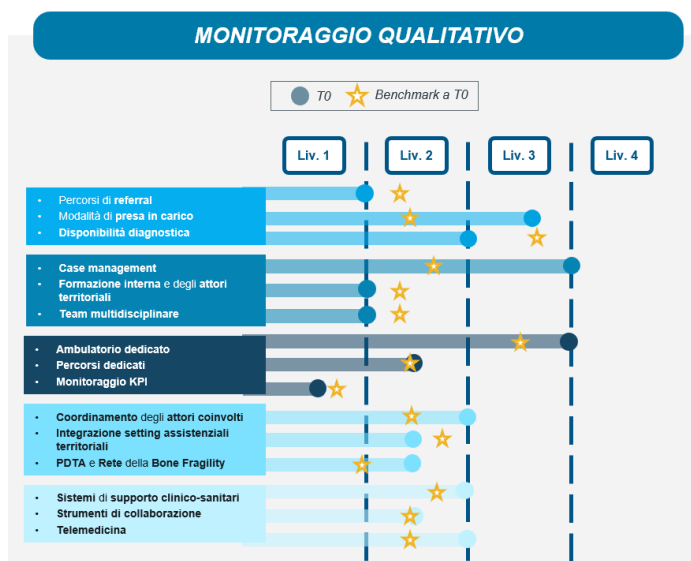 MONITORAGGIO QUALITATIVO
T0
Benchmark a T0
Liv. 1
Liv. 2
Liv. 3
Liv. 4
• Percorsi di referral
• Modalità di presa in carico
• Disponibilità diagnostica
• Case management
• Formazione interna e degli attori
territoriali
• Team multidisciplinare
• Ambulatorio dedicato
• Percorsi dedicati
• Monitoraggio KPI
• Coordinamento degli attori coinvolti
• Integrazione setting assistenziali
territoriali
• PDTA e Rete della Bone Fragility
• Sistemi di supporto clinico-sanitari
• Strumenti di collaborazione
• Telemedicina